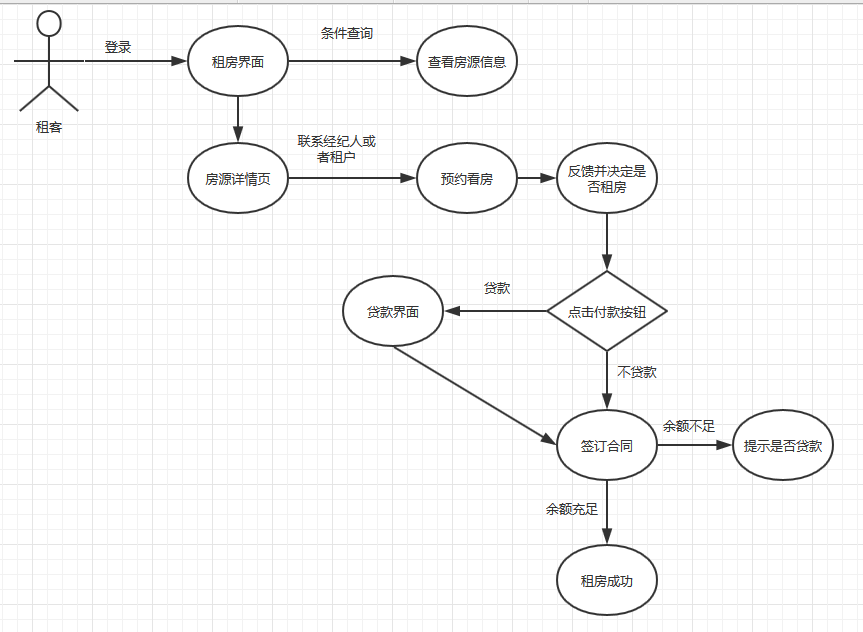 登录
条件查询
租房界面
查看房源信息
租客
联系经纪人或
者租户
房源详情页
预约看房
反馈并决定是
否租房
贷款
贷款界面
点击付款按钮
不贷款
余额不足
签订合同
提示是否贷款
余额充足
租房成功